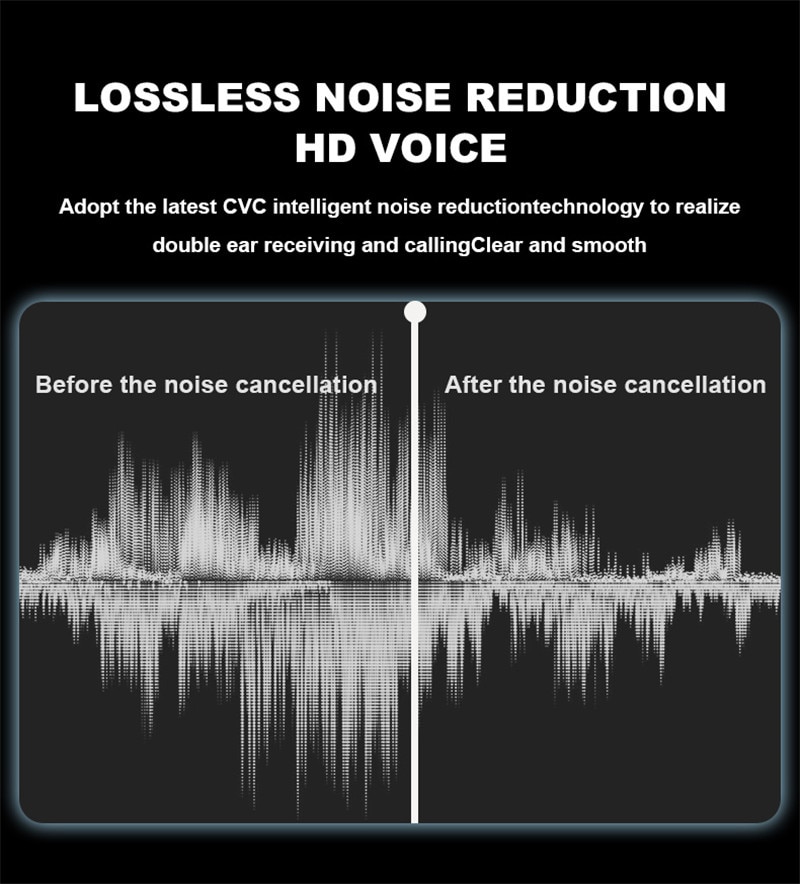 LOSSLESS NOISE REDUCTION
HD VOICE
Adopt the latest CVC intelligent noise reductiontechnology to realize
double ear receiving and callingClear and smooth
Before the noise cancellation
After the noise cancellation